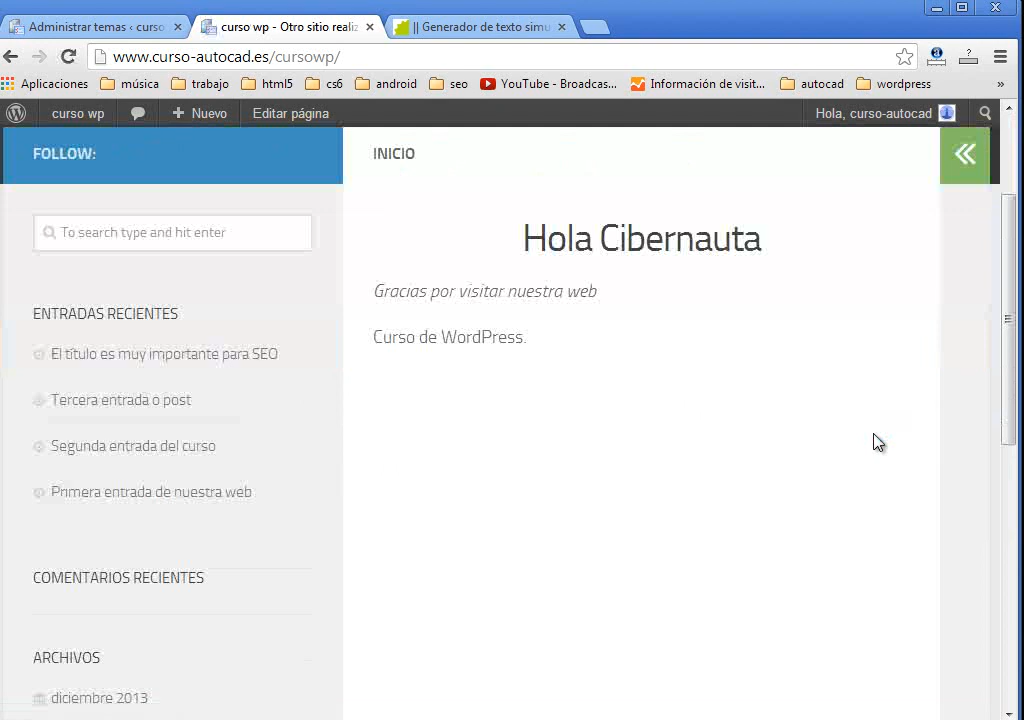 Administrar temas ‹ curso
curso wp - Otro sitio realiz
|| Generador de texto simu
www.curso-autocad.es/cursowp/
Aplicaciones música trabajo html5 cs6 android seo YouTube - Broadcas... Información de visit... autocad wordpress »
curso wp + Nuevo Editar página Hola, curso-autocad
FOLLOW:
INICIO
To search type and hit enter
Hola Cibernauta
Gracias por visitar nuestra web
Curso de WordPress.
ENTRADAS RECIENTES
El título es muy importante para SEO
Tercera entrada o post
Segunda entrada del curso
Primera entrada de nuestra web
COMENTARIOS RECIENTES
ARCHIVOS
diciembre 2013